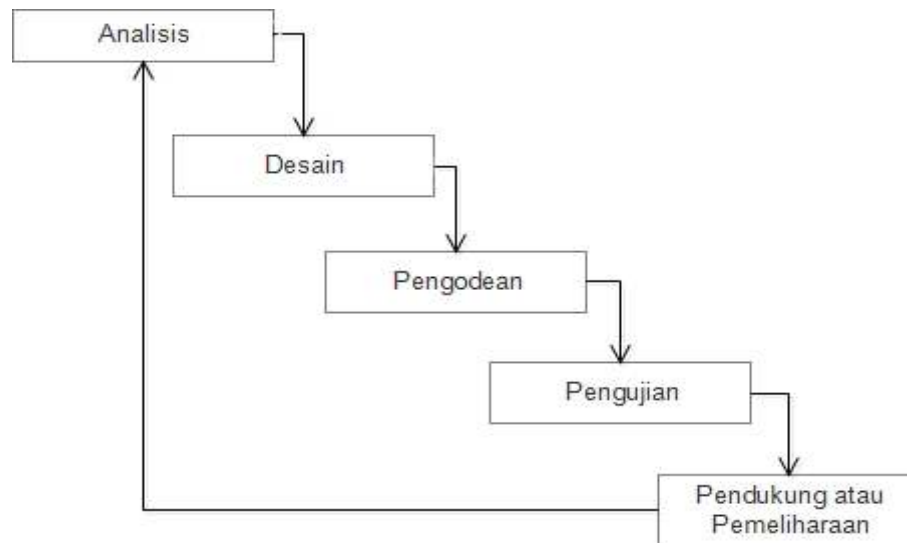 Analisis
Desain
Pengodean
Pengujian
Pendukung atau
Pemeliharaan